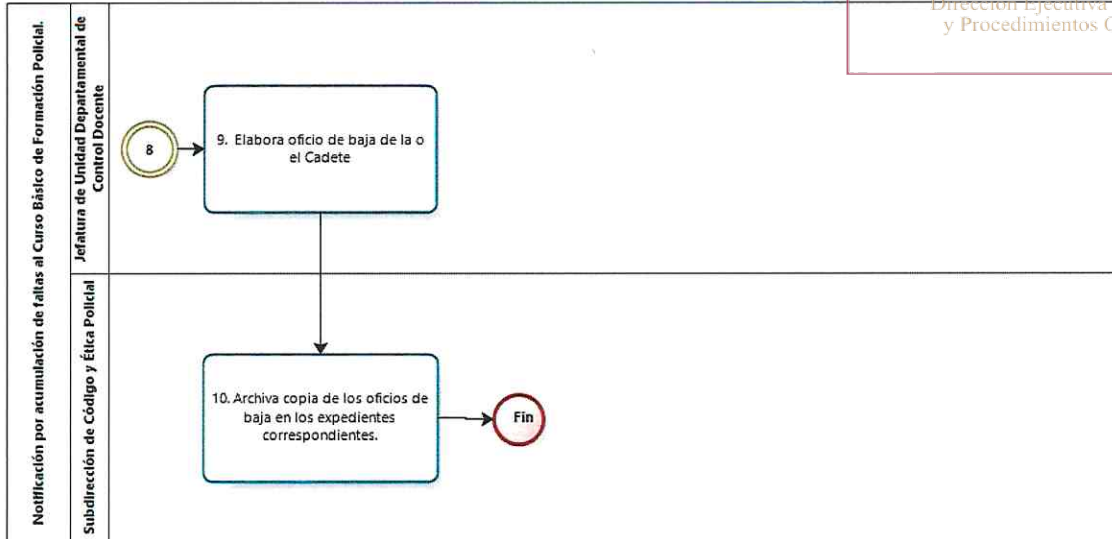 Dirección Ejecutiva
y Procedimientos
Notificación por acumulación de faltas al Curso Básico de Formación Policial.
Jefatura de Unidad Departamental de
Control Docente
8
9. Elabora oficio de baja de la o
el Cadete
Subdirección de Código y Ética Policial
10. Archiva copia de los oficios de
baja en los expedientes
correspondientes.
Fin